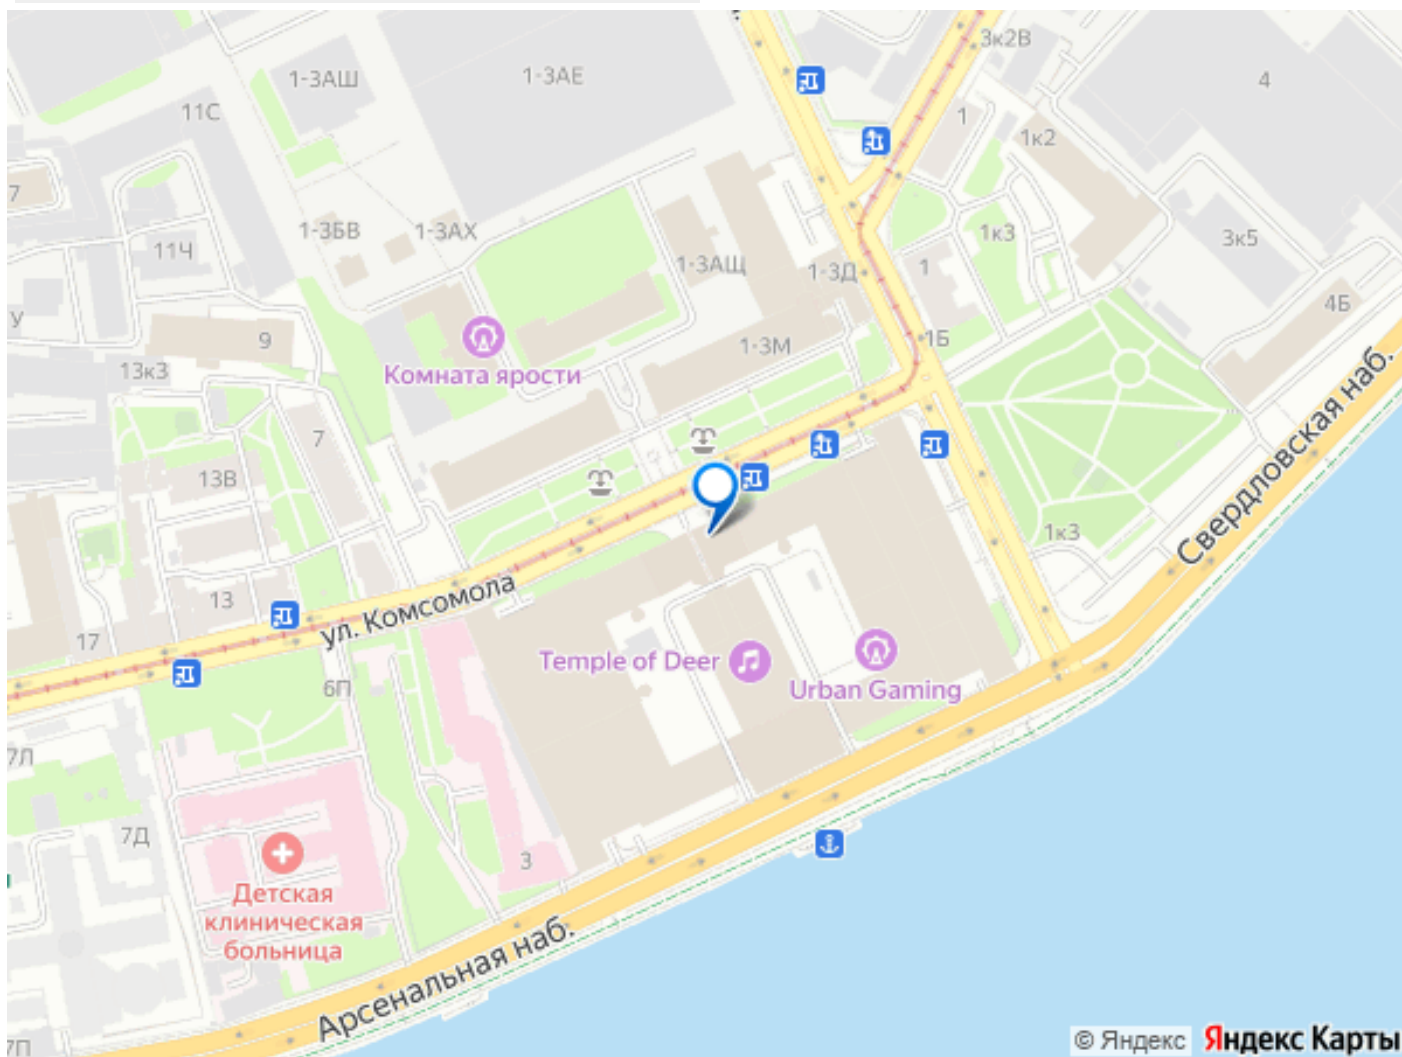 3к2В
1-3АШ
1-3АЕ
4
11С
1
1к2
7
1-3БВ
1-3АХ
1к3
3к5
11Ч
1-3АЩ
1-3Д
1
У
4Б
9
1-3М
1Б
13к3
Комната ярости
7
13В
Свердловская наб.
1к3
13
ул. Комсомола
17
Temple of Deer
6П
Urban Gaming
7Л
7Д
3
Детская
клиническая
больница
Арсенальная наб.
7П
© Яндекс
Яндекс Карты